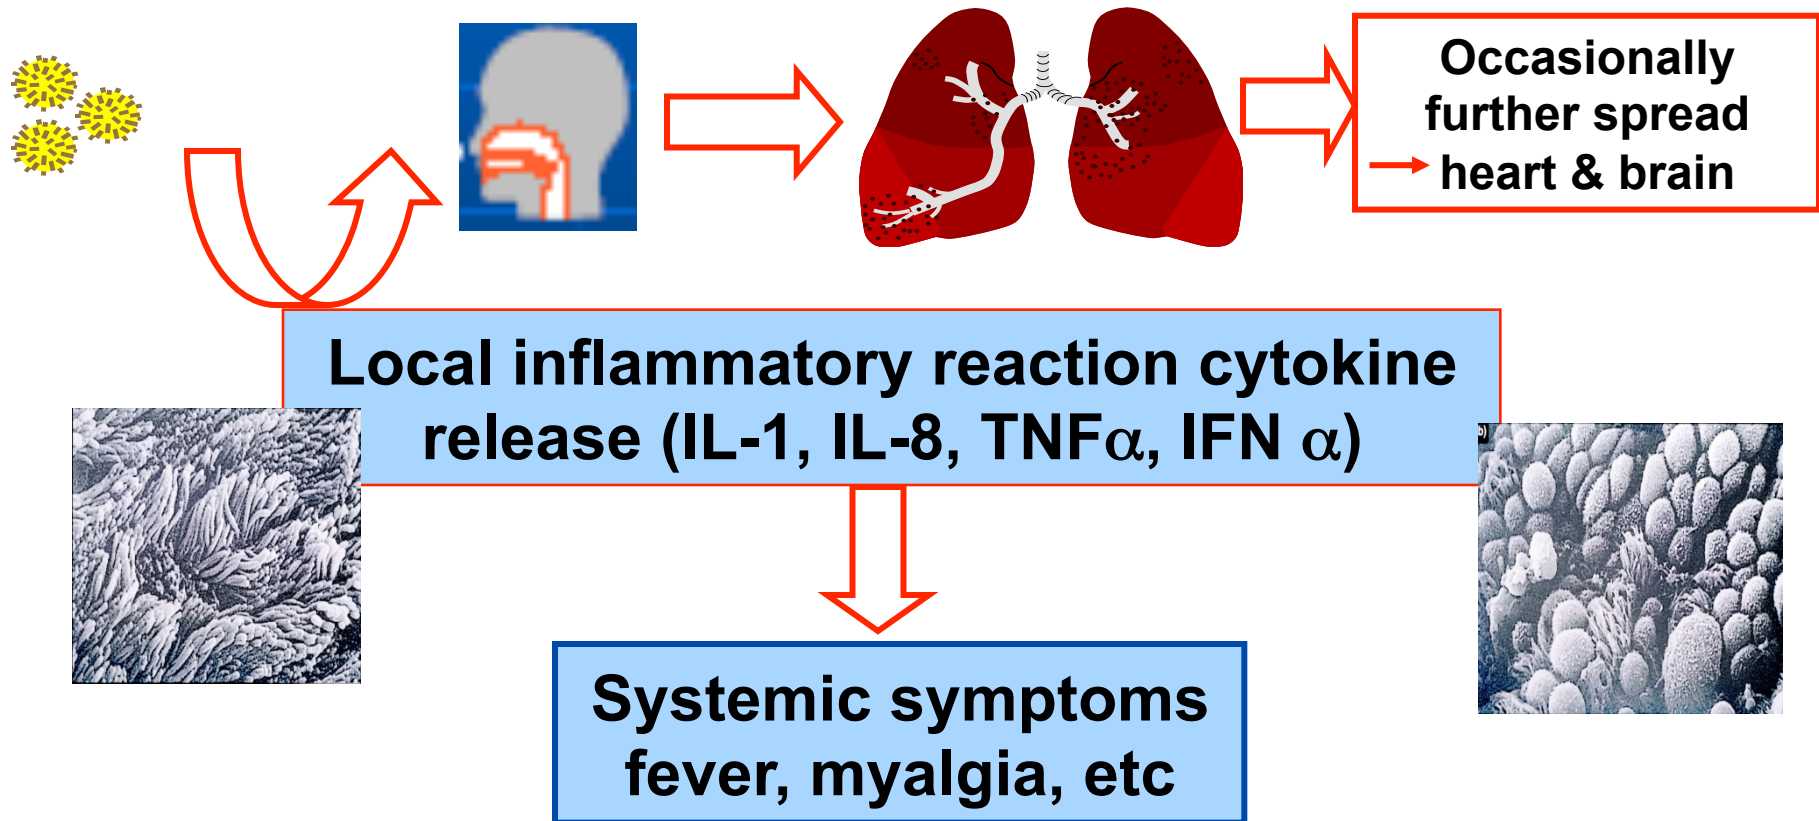 Occasionally
further spread
heart & brain
Local inflammatory reaction cytokine
release (IL-1, IL-8, TNFα, IFN α)
Systemic symptoms
fever, myalgia, etc